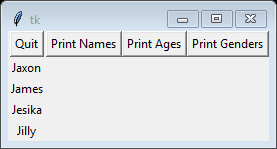 tk
Quit Print Names Print Ages Print Genders
Jaxon
James
Jesika
Jilly